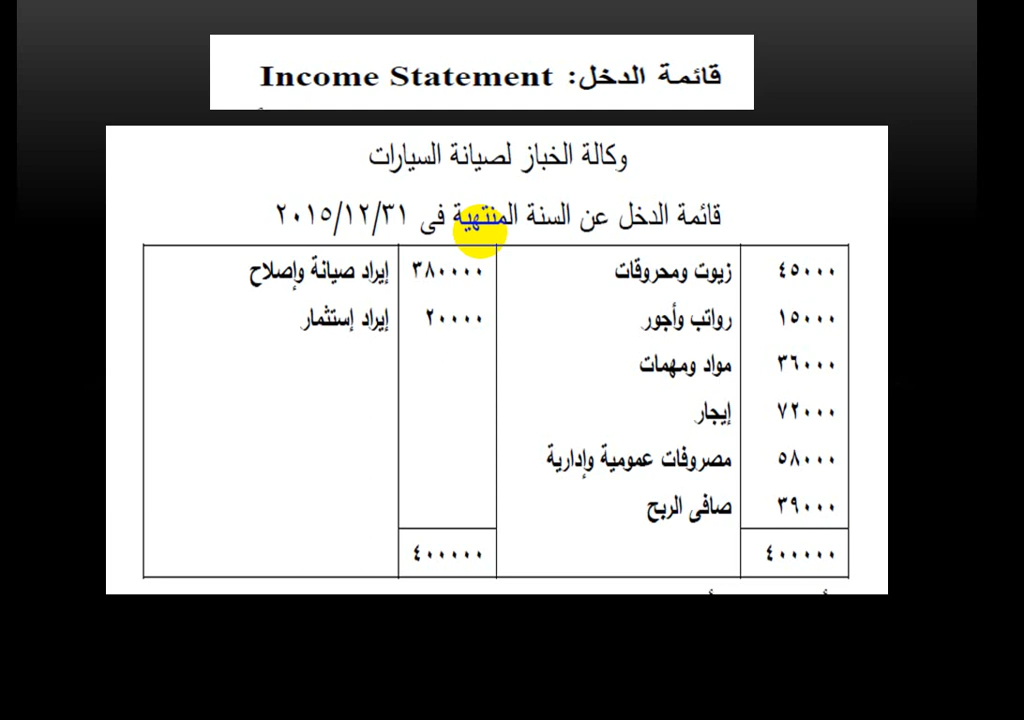 قائمة الدخل: Income Statement
وكالة الخباز لصيانة السيارات
قائمة الدخل عن السنة المنتهية فى ٢٠١٥/١٢/٣١
٤٥٠٠٠ زيوت ومحروقات ٣٨٠٠٠٠ إيراد صيانة وإصلاح
١٥٠٠٠ رواتب وأجور ٢٠٠٠٠ إيراد إستثمار
٣٦٠٠٠ مواد ومهمات
٧٢٠٠٠ إيجار
٥٨٠٠٠ مصروفات عمومية وإدارية
٣٩٠٠٠ صافى الربح
٤٠٠٠٠٠ ٤٠٠٠٠٠